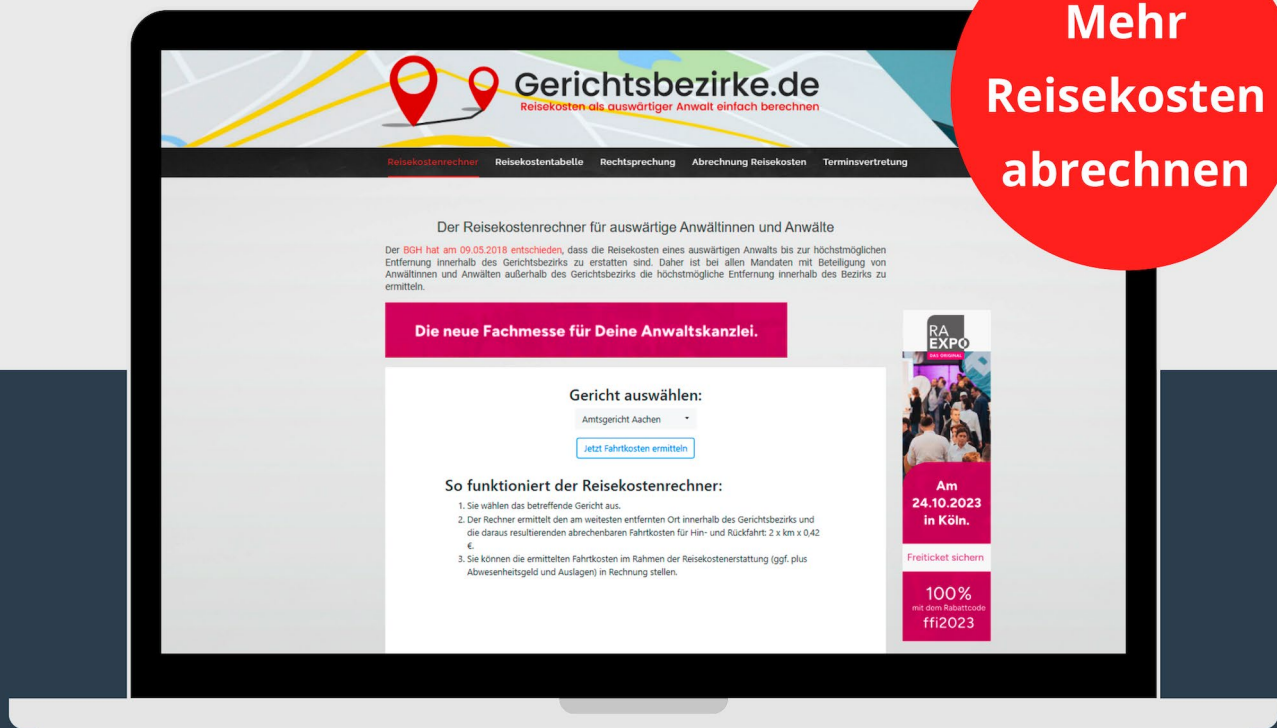 Mehr
Reisekosten
abrechnen
Gerichtsbezirke.de
Reisekosten als auswärtiger Anwalt einfach berechnen
Reisekostenrechner Reisekostentabelle Rechtsprechung Abrechnung Reisekosten Terminsvertretung
Der Reisekostenrechner für auswärtige Anwältinnen und Anwälte
Der BGH hat am 09.05.2018 entschieden, dass die Reisekosten eines auswärtigen Anwalts bis zur höchstmöglichen
Entfernung innerhalb des Gerichtsbezirks zu erstatten sind. Daher ist bei allen Mandaten mit Beteiligung von
Anwältinnen und Anwälten außerhalb des Gerichtsbezirks die höchstmögliche Entfernung innerhalb des Bezirks zu
ermitteln.
Die neue Fachmesse für Deine Anwaltskanzlei.
Gericht auswählen:
Amtsgericht Aachen
Jetzt Fahrtkosten ermitteln
So funktioniert der Reisekostenrechner:
1. Sie wählen das betreffende Gericht aus.
2. Der Rechner ermittelt den am weitesten entfernten Ort innerhalb des Gerichtsbezirks und
die daraus resultierenden abrechenbaren Fahrtkosten für Hin- und Rückfahrt: 2 x km x 0,42
€.
3. Sie können die ermittelten Fahrtkosten im Rahmen der Reisekostenerstattung (ggf. plus
Abwesenheitsgeld und Auslagen) in Rechnung stellen.
RA
EXPO
DAS ORIGINAL
Am
24.10.2023
in Köln.
Freiticket sichern
100%
mit dem Rabattcode
ffi2023